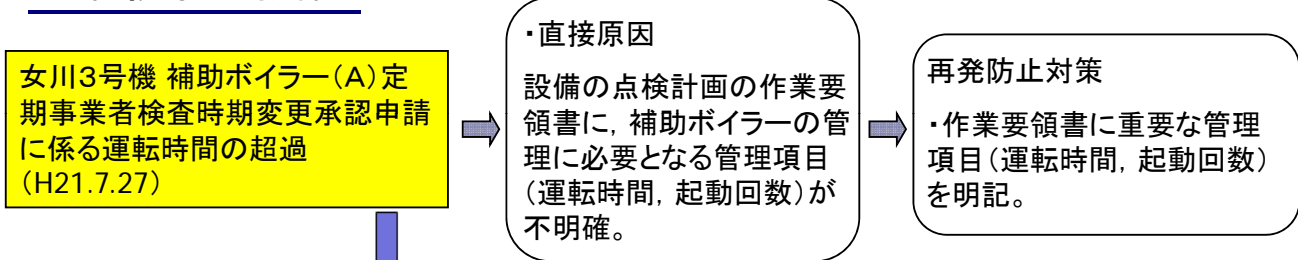 女川3号機 補助ボイラー(A)定
期事業者検査時期変更承認申請
に係る運転時間の超過
(H21.7.27)
・直接原因
設備の点検計画の作業要
領書に，補助ボイラーの管
理に必要となる管理項目
(運転時間，起動回数)が
不明確。
再発防止対策
・作業要領書に重要な管理
項目(運転時間，起動回数)
を明記。